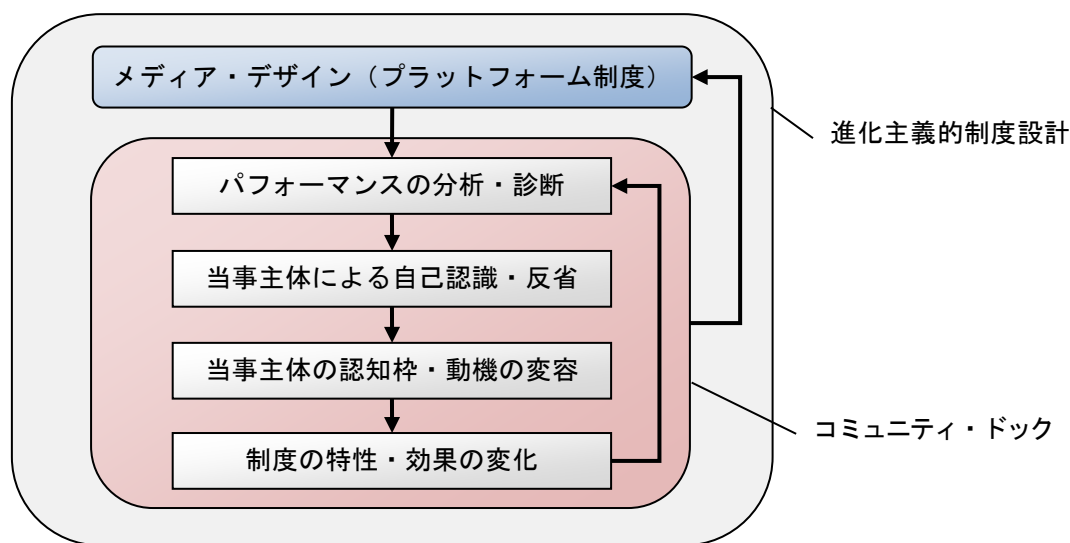 メディア・デザイン（プラットフォーム制度）
進化主義的制度設計
パフォーマンスの分析・診断
当事主体による自己認識・反省
当事主体の認知枠・動機の変容
コミュニティ・ドック
制度の特性・効果の変化